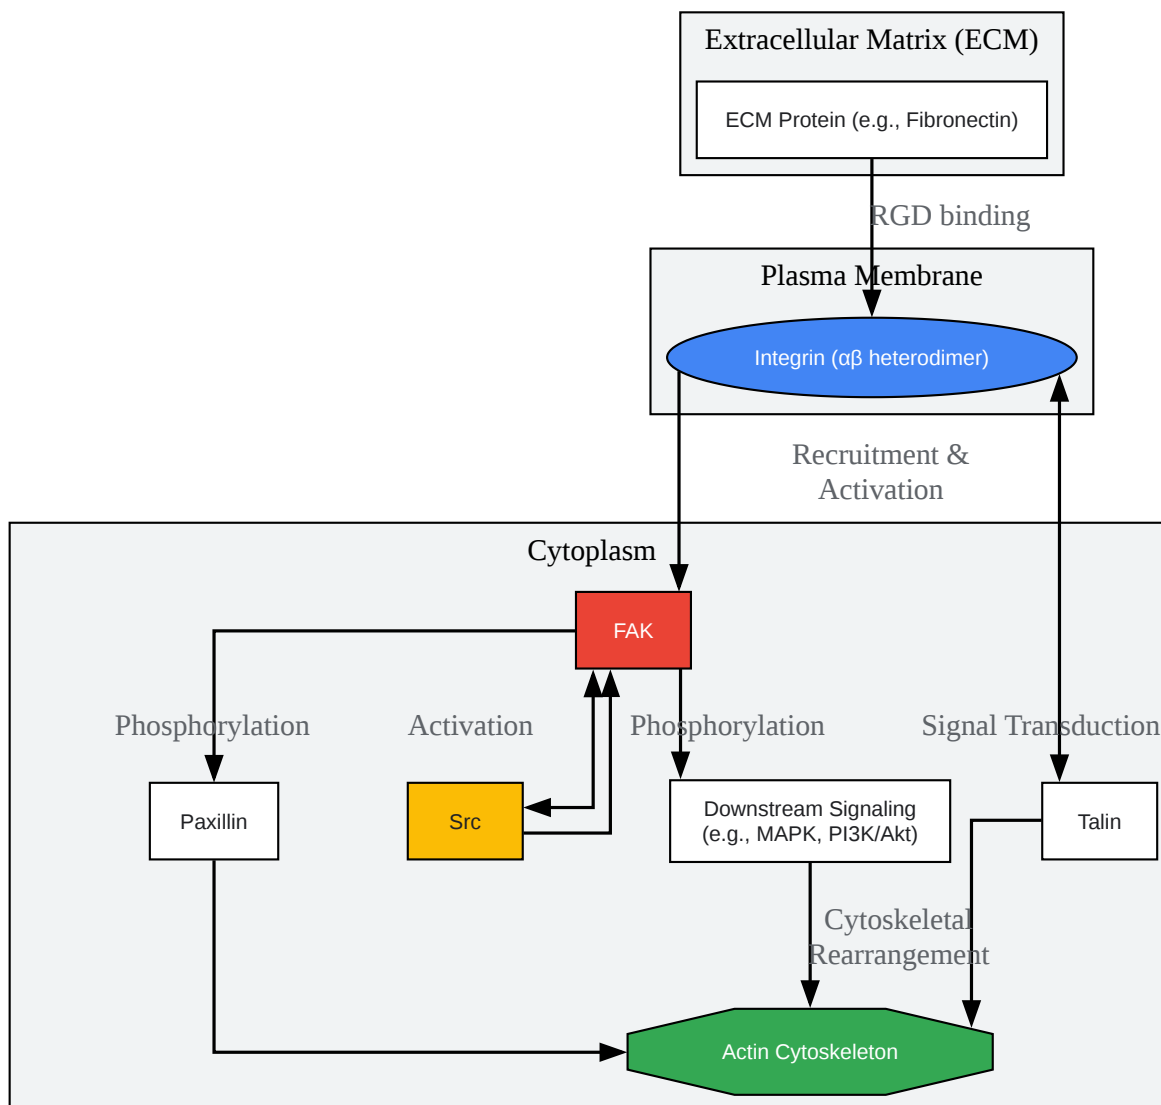 Extracellular Matrix (ECM)
ECM Protein (e.g., Fibronectin)
RGD binding
Plasma Membrane
Integrin (αβ heterodimer)
Recruitment &
Activation
Cytoplasm
FAK
Phosphorylation
Activation
Phosphorylation
Signal Transduction
Paxillin
Src
Downstream Signaling
(e.g., MAPK, PI3K/Akt)
Talin
Cytoskeletal
Rearrangement
Actin Cytoskeleton